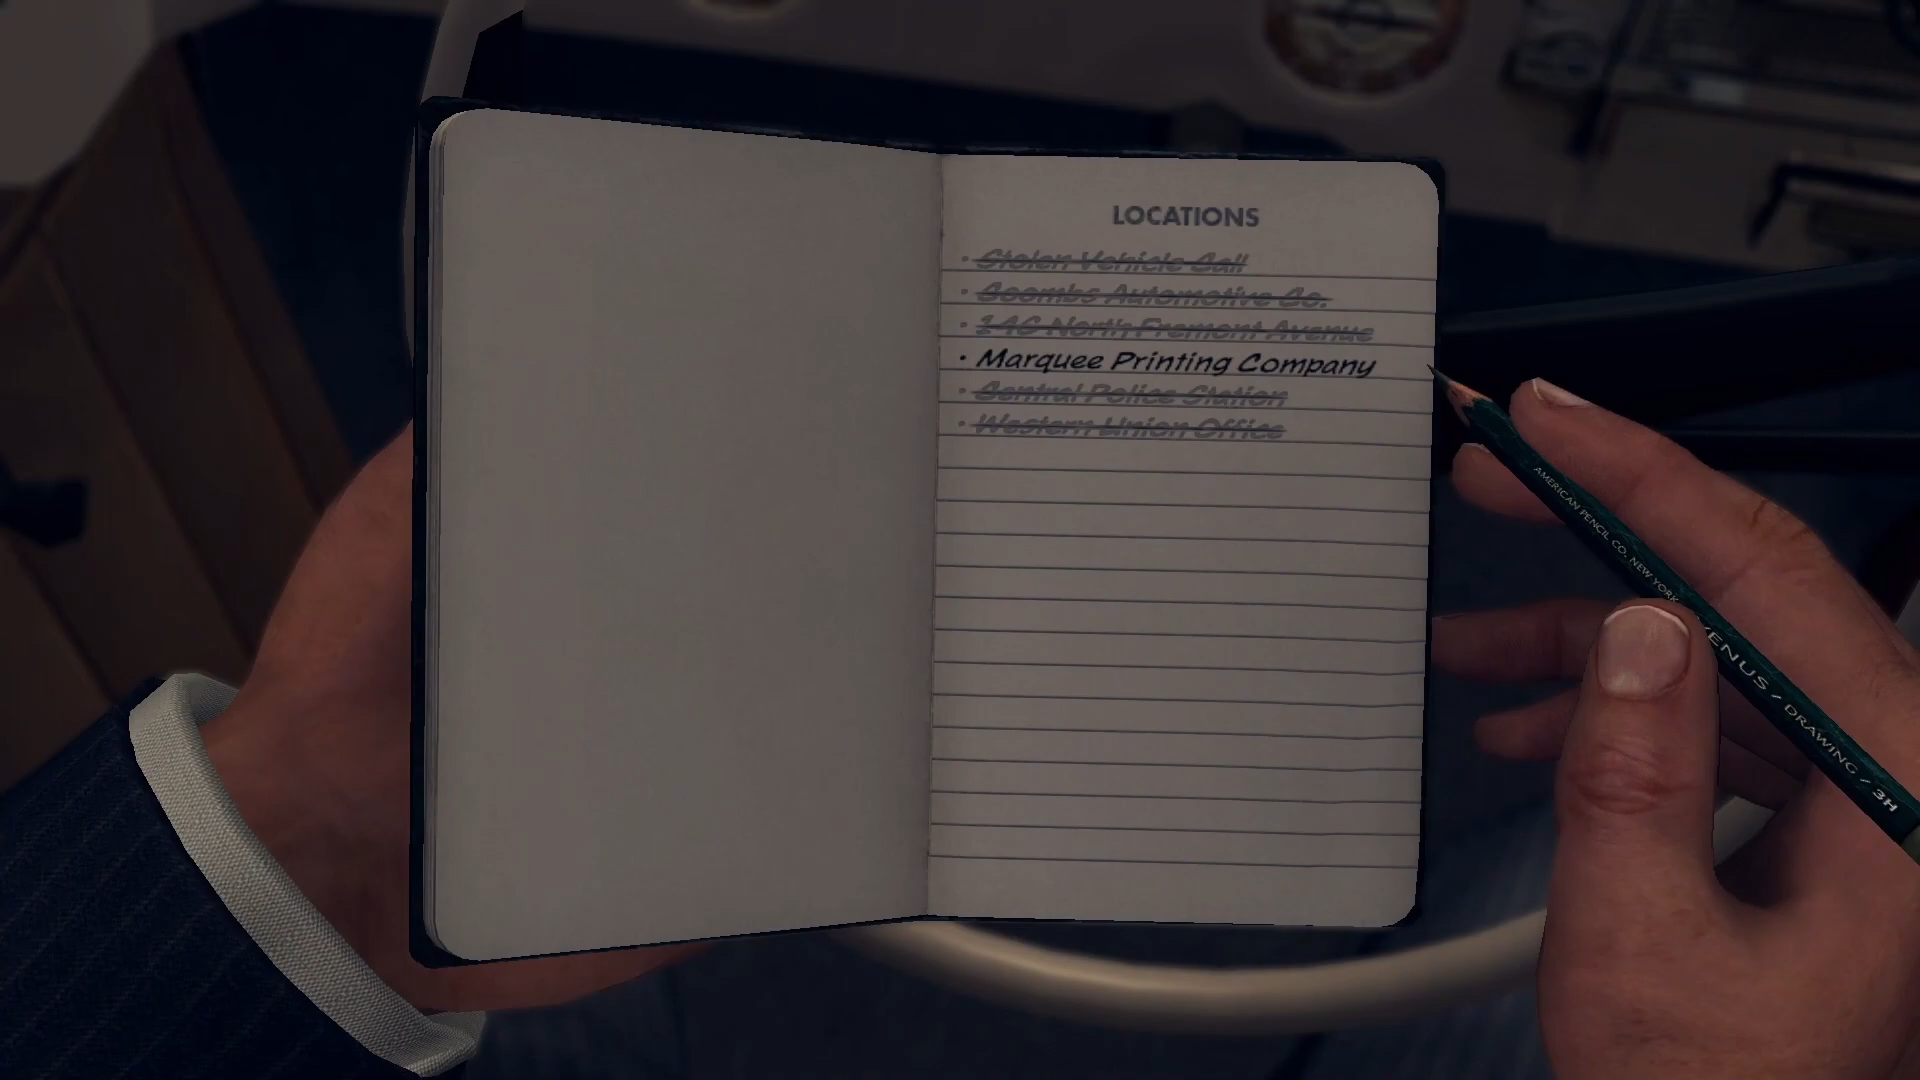 LOCATIONS
· Stolen Vehicle Call
· Coombs Automotive Co.
· 146 North Fremont Avenue
· Marquee Printing Company
· Central Police Station
· Western Union Office
AMERICAN PENCIL CO. NEW YORK
VENUS / DRAWING / 3H